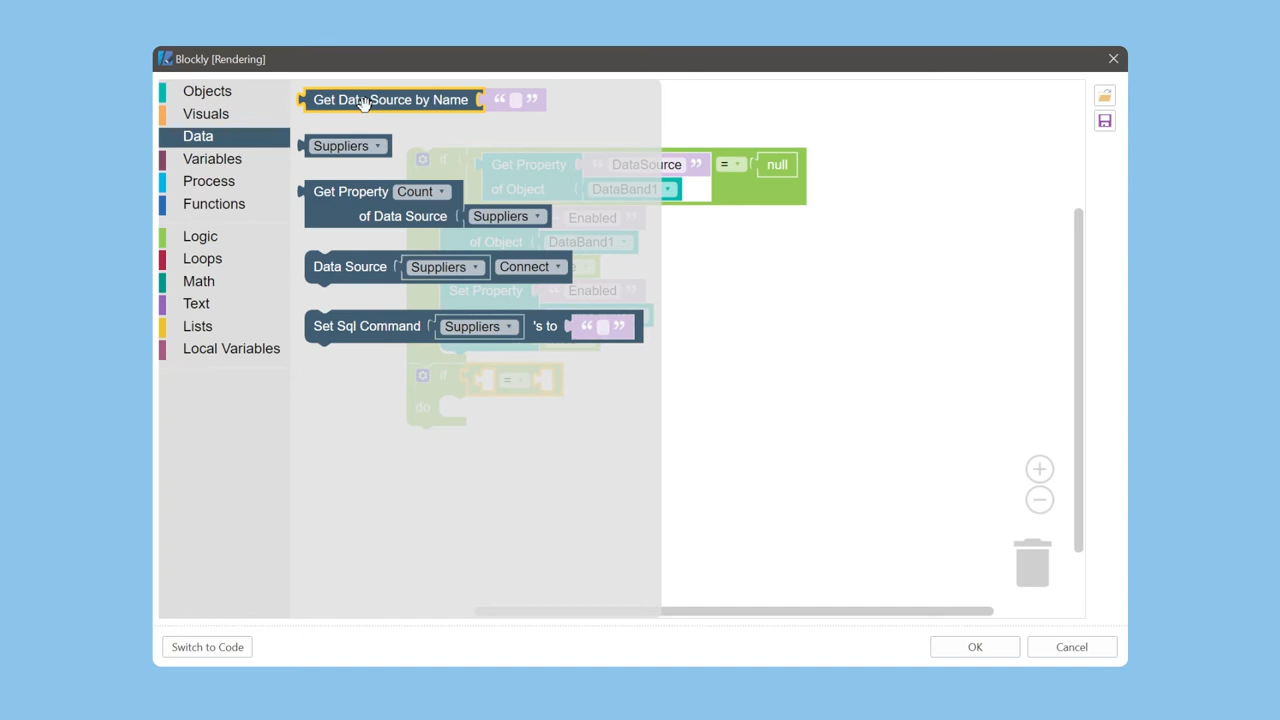 Blockly [Rendering]
Objects
Visuals
Data
Variables
Process
Functions
Logic
Loops
Math
Text
Lists
Local Variables
Get Data Source by Name “ ”
Suppliers
Get Property Count
of Data Source Suppliers
Data Source Suppliers Connect
Set Sql Command Suppliers 's to “ ”
if Get Property “ DataSource ” = null
of Object DataBand1
Enabled ”
of Object DataBand1
Set Property “ Enabled ”
if =
do
Switch to Code
OK
Cancel